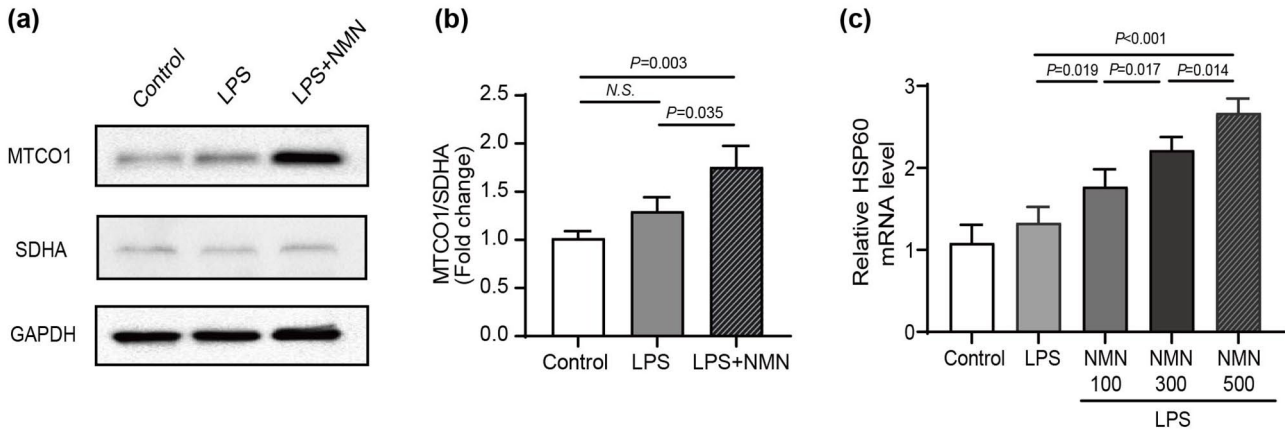 (a)
Control
LPS
LPS+NMN
MTCO1
SDHA
GAPDH
(b)
P=0.003
N.S.
P=0.035
MTCO1/SDHA
(Fold change)
2.5
2.0
1.5
1.0
0.5
0.0
Control
LPS
LPS+NMN
(c)
P<0.001
P=0.019
P=0.017
P=0.014
Relative HSP60
mRNA level
3
2
1
0
Control
LPS
NMN
100
NMN
300
NMN
500
LPS